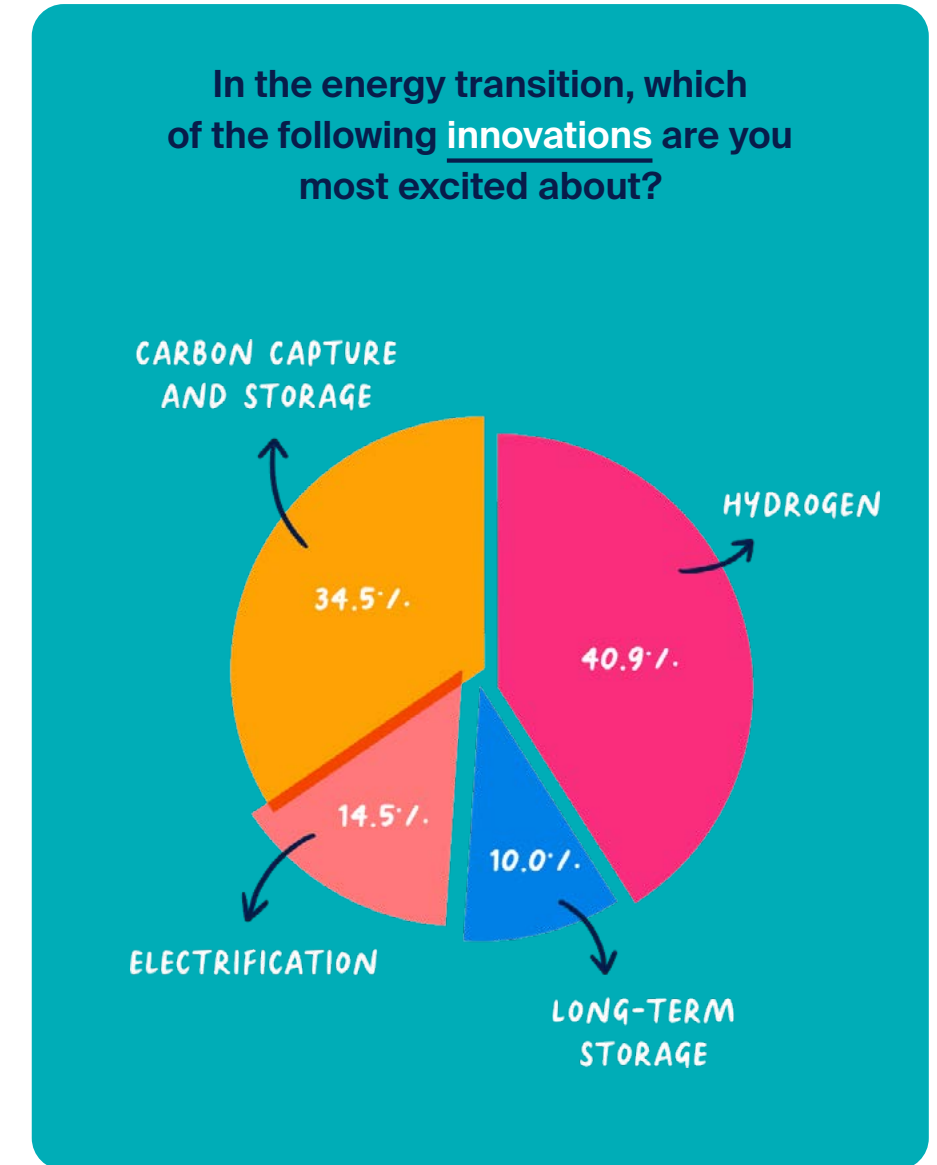 In the energy transition, which
of the following innovations are you
most excited about?
CARBON CAPTURE
AND STORAGE
HYDROGEN
34.5%
40.9%
14.5%
10.0%
ELECTRIFICATION
LONG-TERM
STORAGE